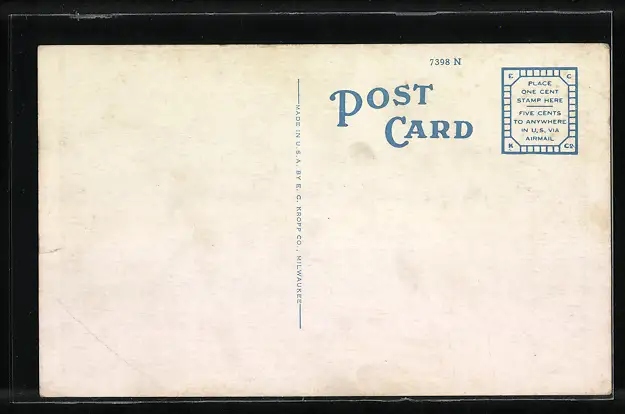 7398 N
POST
CARD
E. C.
PLACE
ONE CENT
STAMP HERE
FIVE CENTS
TO ANYWHERE
IN U.S. VIA
AIRMAIL
K. CO.
MADE IN U.S.A. BY E. C. KROPP CO., MILWAUKEE